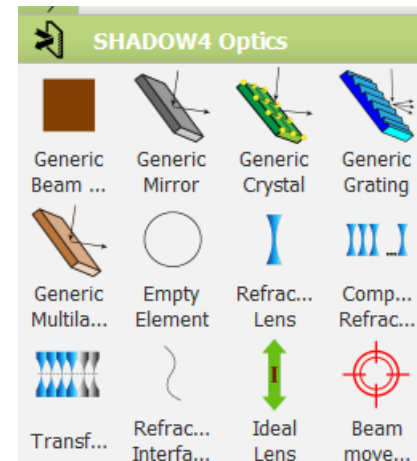 SHADOW4 Optics
Generic Generic Generic Generic
Beam ... Mirror Crystal Grating
Generic Empty Refrac... Comp...
Multila... Element Lens Refrac...
I
Transf... Refrac... Ideal Beam
Interfa... Lens move...